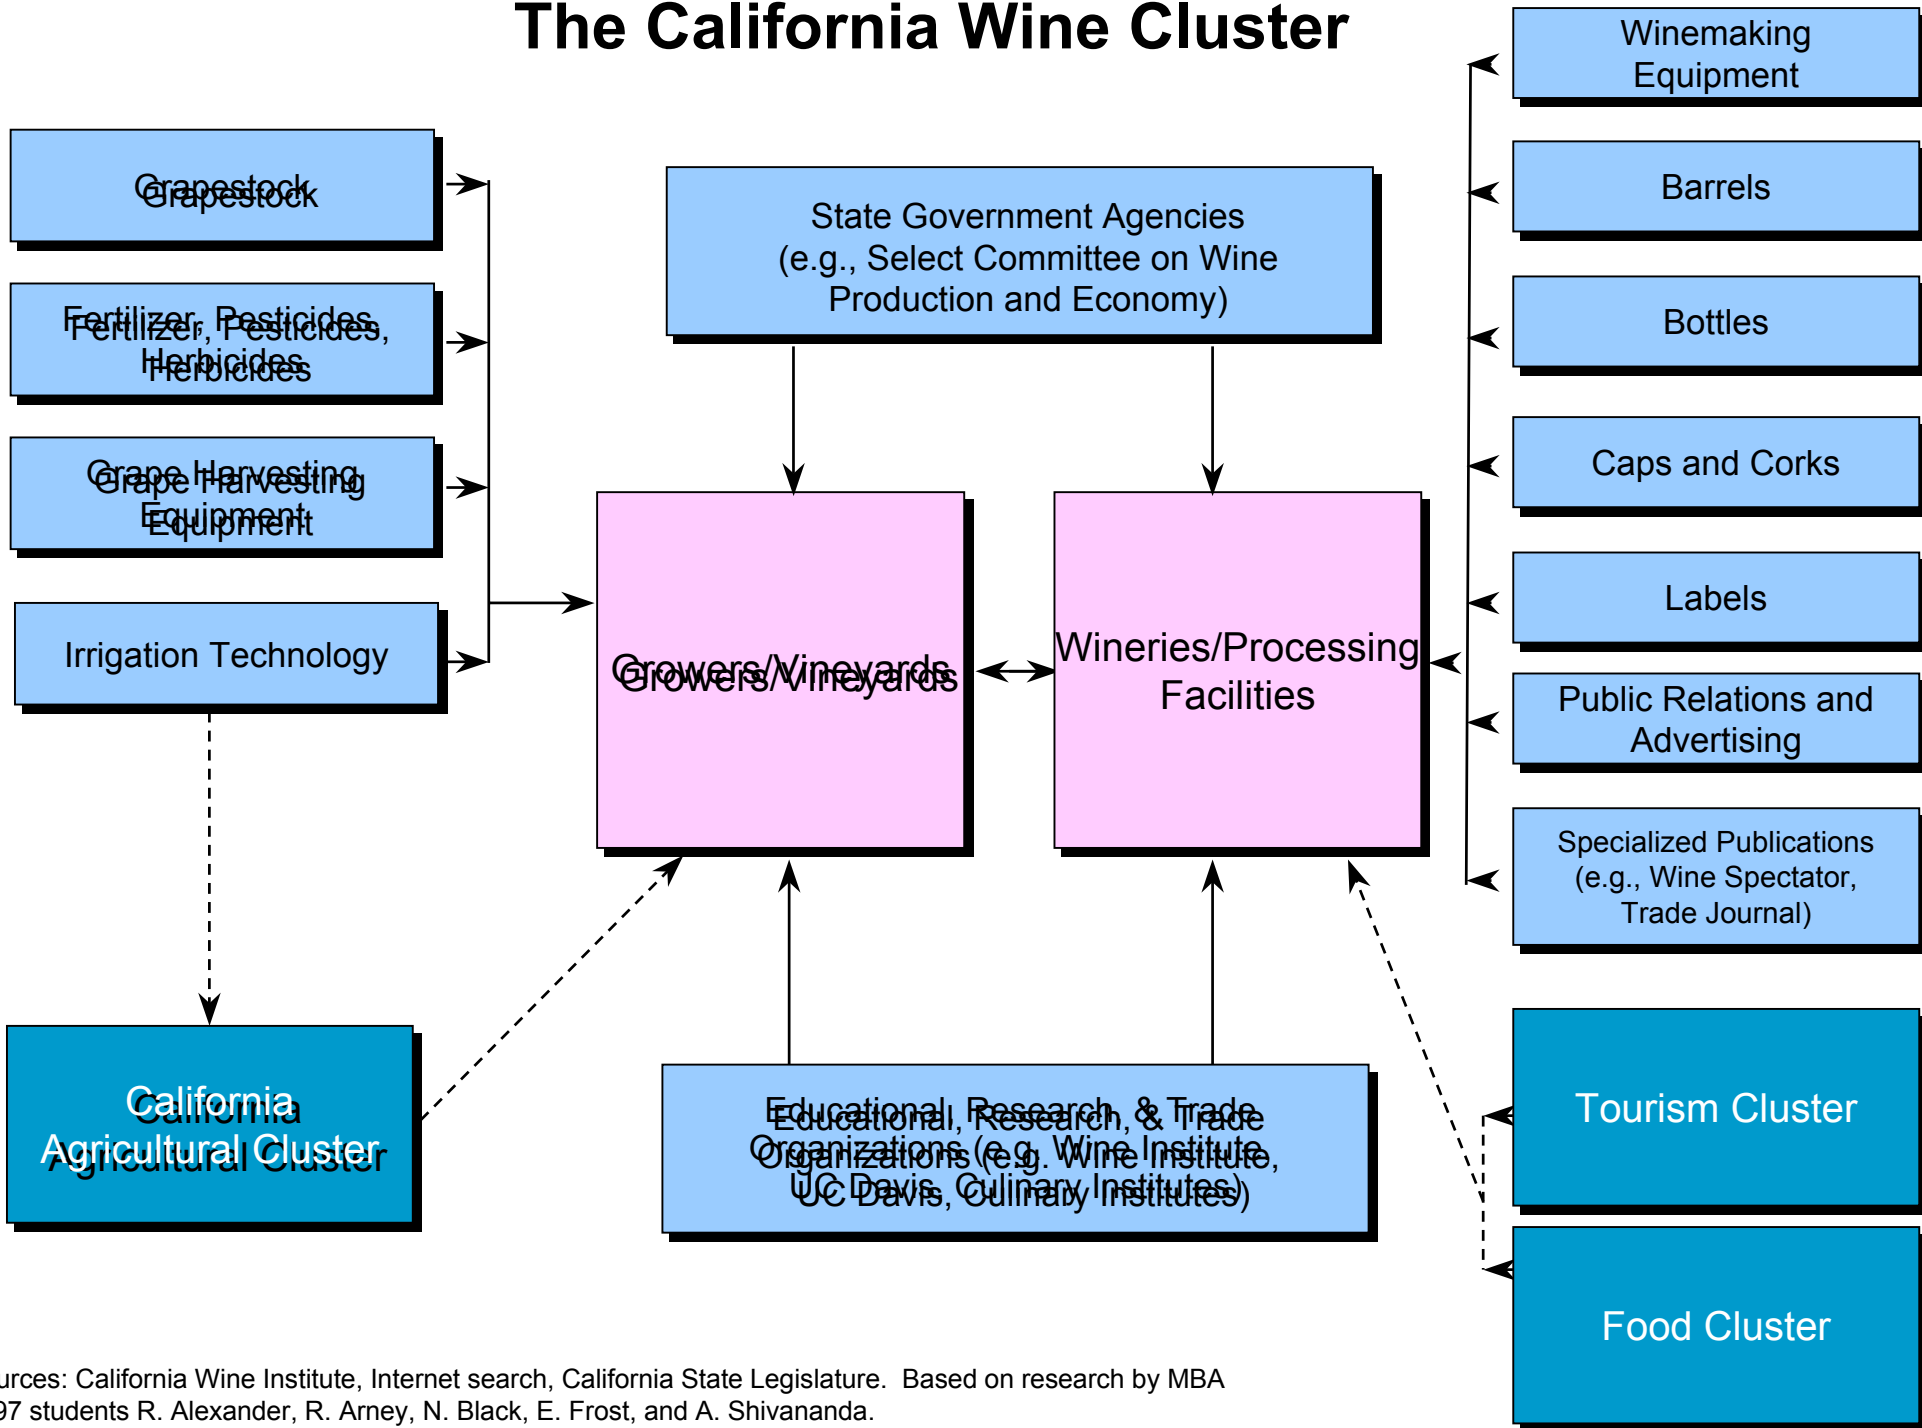 The California Wine Cluster
Winemaking
Equipment
Grapestock
Barrels
State Government Agencies
(e.g., Select Committee on Wine
Production and Economy)
Fertilizer, Pesticides,
Herbicides
Bottles
Grape Harvesting
Equipment
Caps and Corks
Labels
Irrigation Technology
Growers/Vineyards
Wineries/Processing
Facilities
Public Relations and
Advertising
Specialized Publications
(e.g., Wine Spectator,
Trade Journal)
California
Agricultural Cluster
Educational, Research, & Trade
Organizations (e.g. Wine Institute,
UC Davis, Culinary Institutes)
Tourism Cluster
Food Cluster
urces: California Wine Institute, Internet search, California State Legislature.  Based on research by MBA
97 students R. Alexander, R. Arney, N. Black, E. Frost, and A. Shivananda.